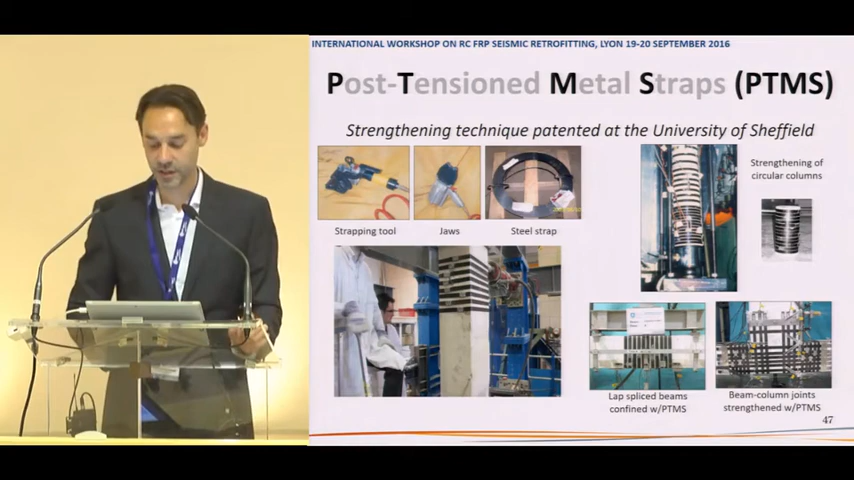 INTERNATIONAL WORKSHOP ON RC FRP SEISMIC RETROFITTING, LYON 19-20 SEPTEMBER 2016
Post-Tensioned Metal Straps (PTMS)
Strengthening technique patented at the University of Sheffield
Strapping tool
Jaws
Steel strap
Strengthening of
circular columns
Lap spliced beams
confined w/PTMS
Beam-column joints
strengthened w/PTMS
47